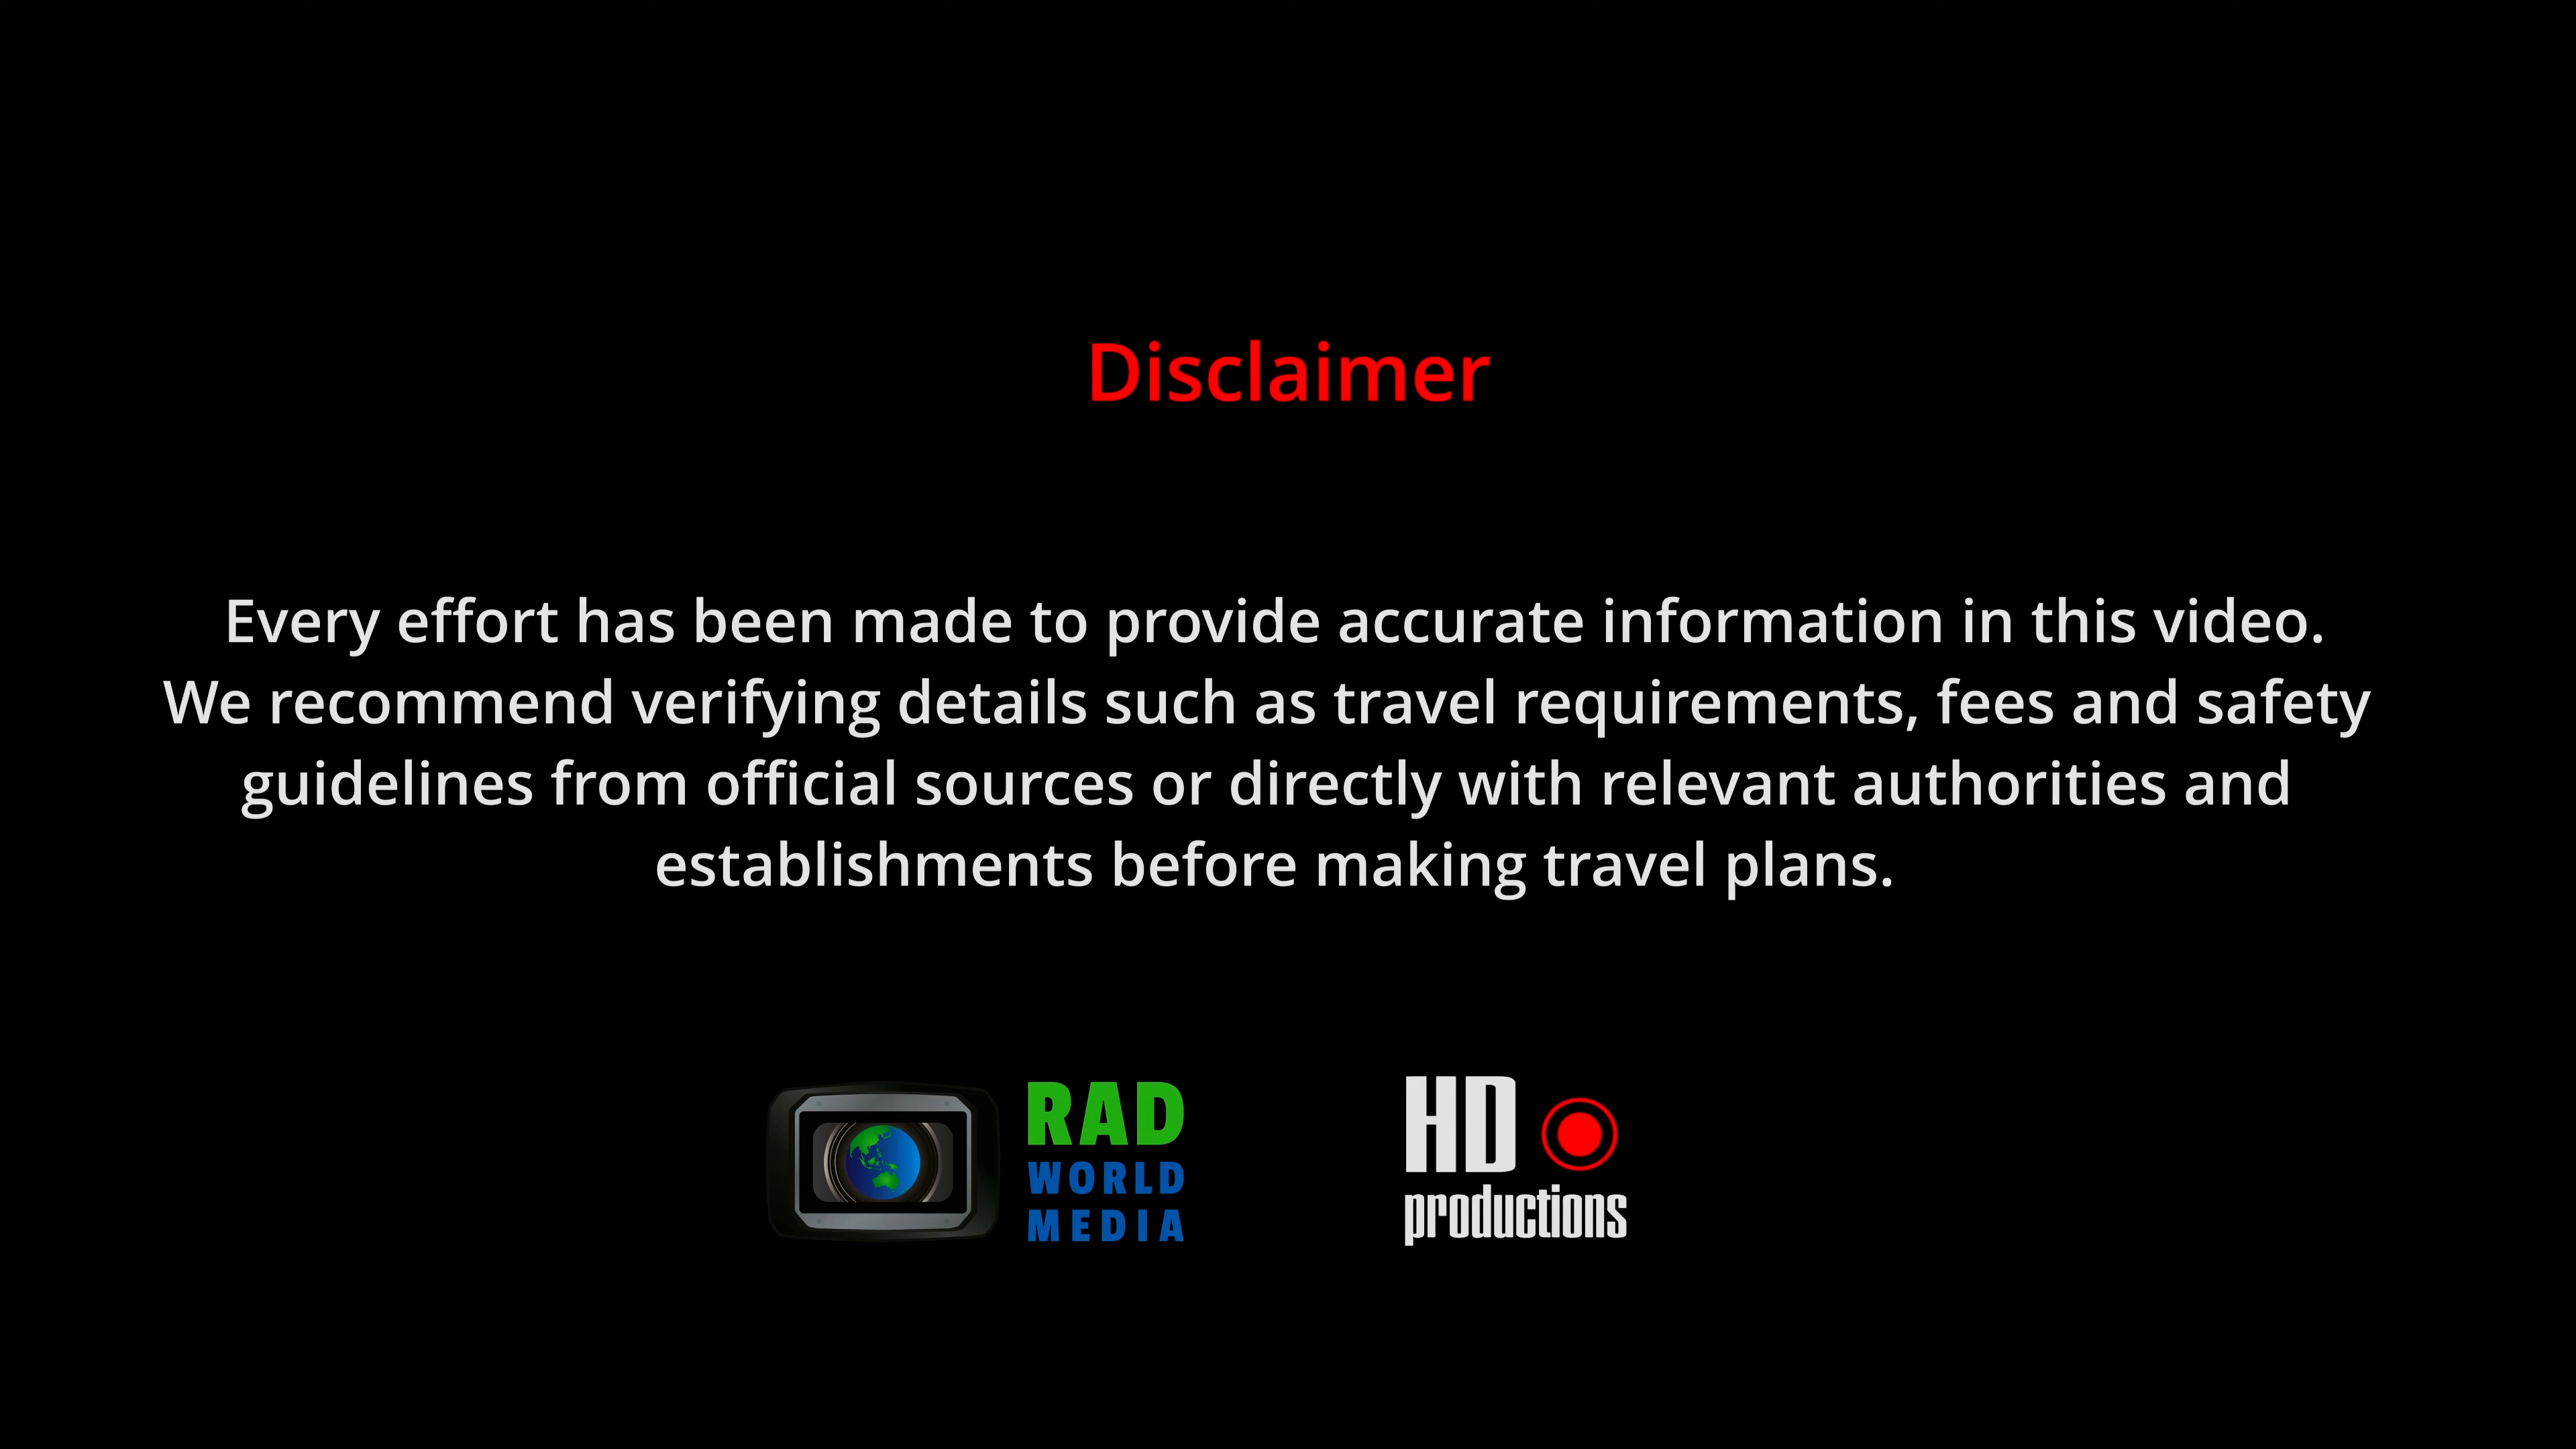 Disclaimer
Every effort has been made to provide accurate information in this video.
We recommend verifying details such as travel requirements, fees and safety
guidelines from official sources or directly with relevant authorities and
establishments before making travel plans.
RAD
WORLD
MEDIA
HD
productions